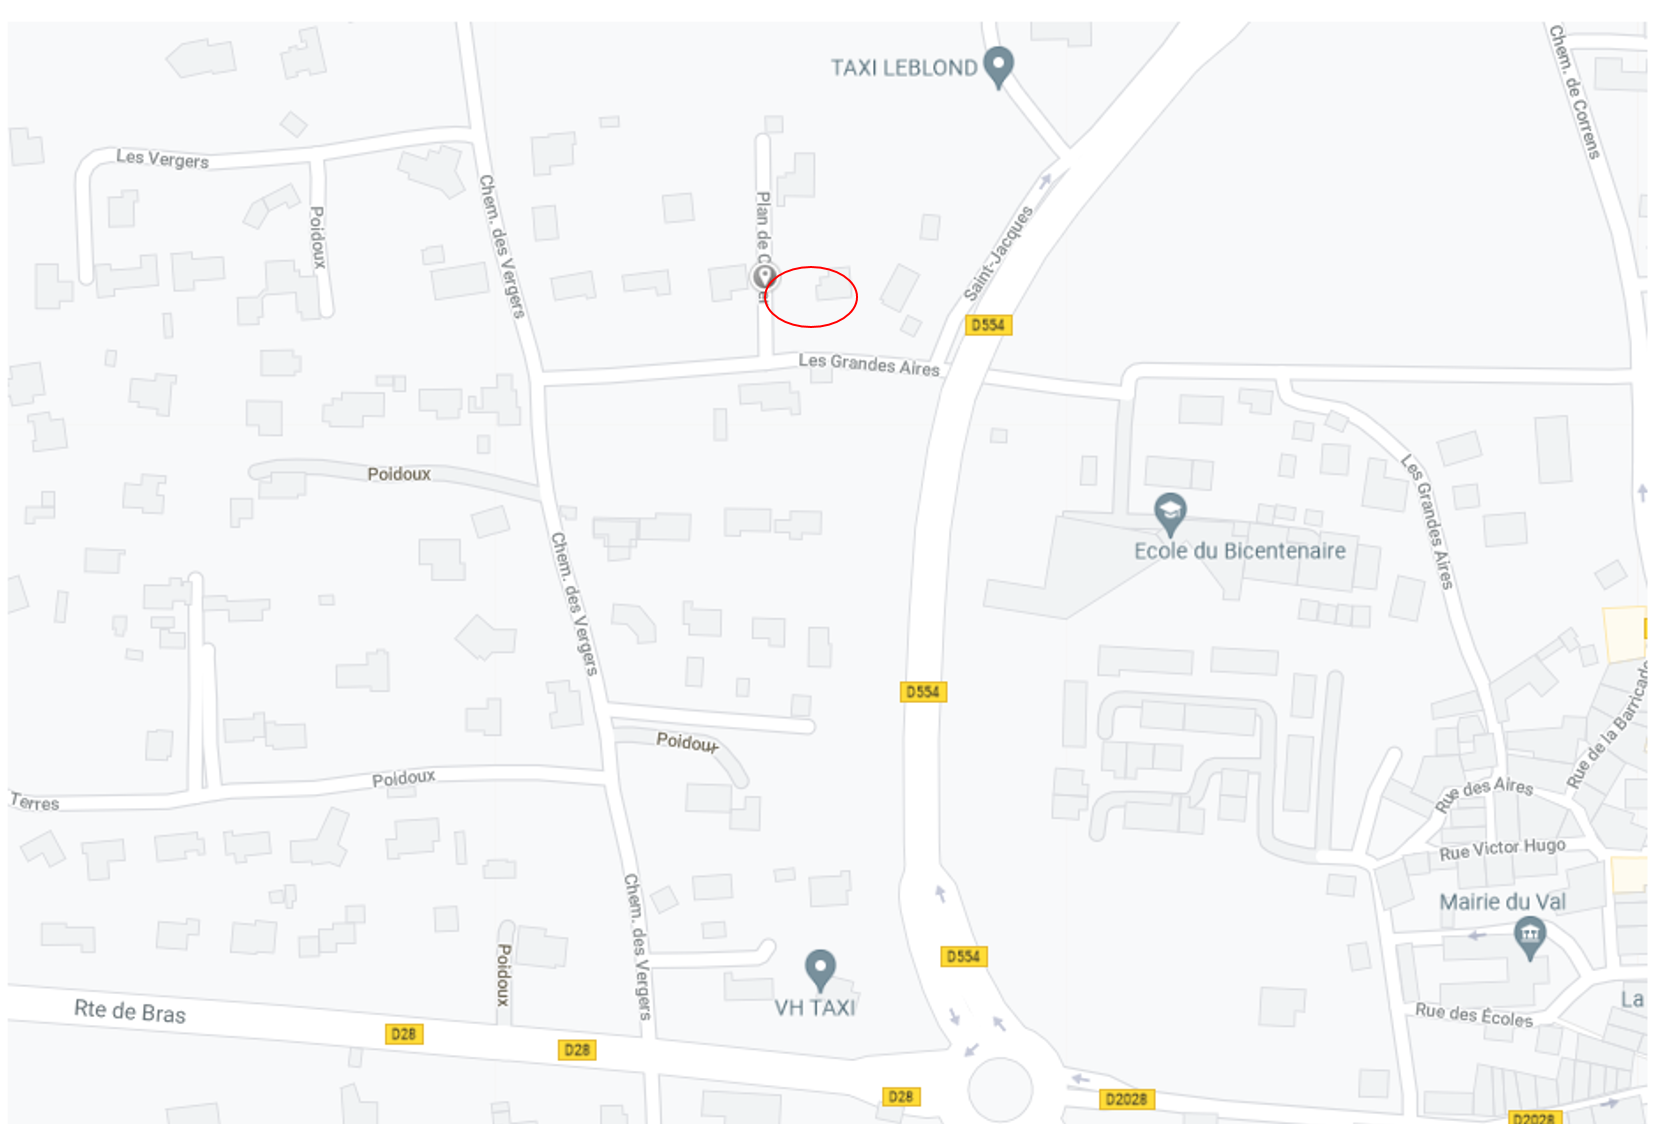 TAXI LEBLOND
Chem. de Correns
Les Vergers
Poidoux
Chem. des Vergers
Plan de
Saint-Jacques
D554
Les Grandes Aires
Poidoux
Les Grandes Aires
Ecole du Bicentenaire
Chem. des Vergers
D554
Rue de la Barricade
Poidoux
Terres
Poidoux
Rue des Aires
Rue Victor Hugo
Chem. des Vergers
Mairie du Val
D554
Poidoux
VH TAXI
La
Rte de Bras
Rue des Écoles
D28
D28
D28
D2028
D2028